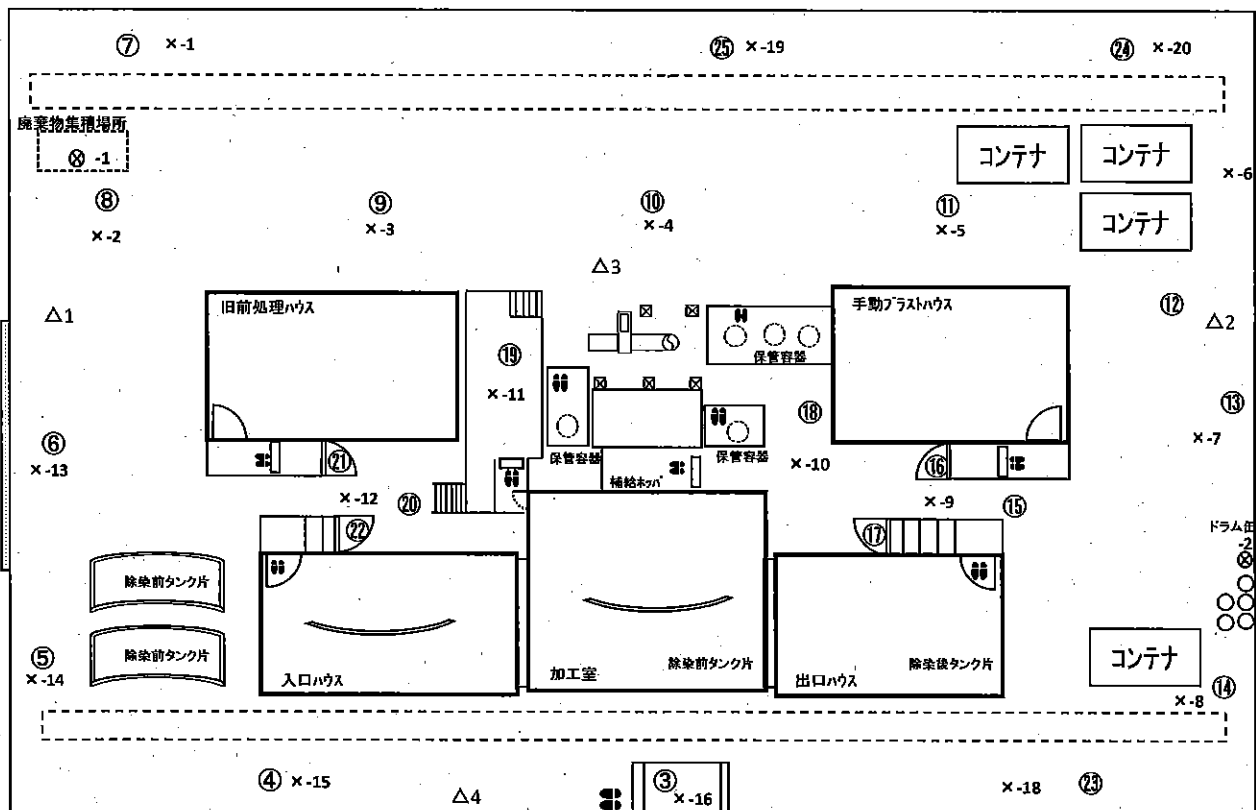 ⑦ ×-1
㉕ ×-19
㉔ ×-20
廃棄物集積場所
⊗ -1
コンテナ
コンテナ
×-6
⑧
×-2
⑨
×-3
⑩
×-4
⑪
×-5
コンテナ
△3
△1
旧前処理ハウス
手動ブラストハウス
⑫
△2
保管容器
⑲
×-11
⑱
⑬
×-7
⑥
×-13
㉑
保管容器
補給ホッパ
保管容器
×-10
⑯
×-12
⑳
×-9
⑮
㉒
⑰
ドラム缶
-2
⊗
除染前タンク片
除染前タンク片
⑤
×-14
入口ハウス
加工室
除染前タンク片
出口ハウス
除染後タンク片
コンテナ
⑭
×-8
④ ×-15
△4
③
×-16
×-18 ㉓